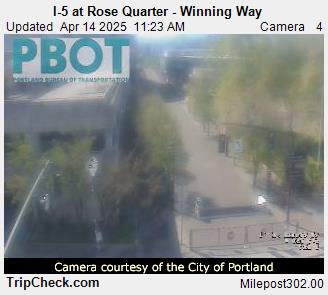 I-5 at Rose Quarter - Winning Way
Updated Apr 14 2025 11:23 AM Camera 4
PBOT
PORTLAND BUREAU OF TRANSPORTATION
Camera courtesy of the City of Portland
TripCheck.com Milepost302.00